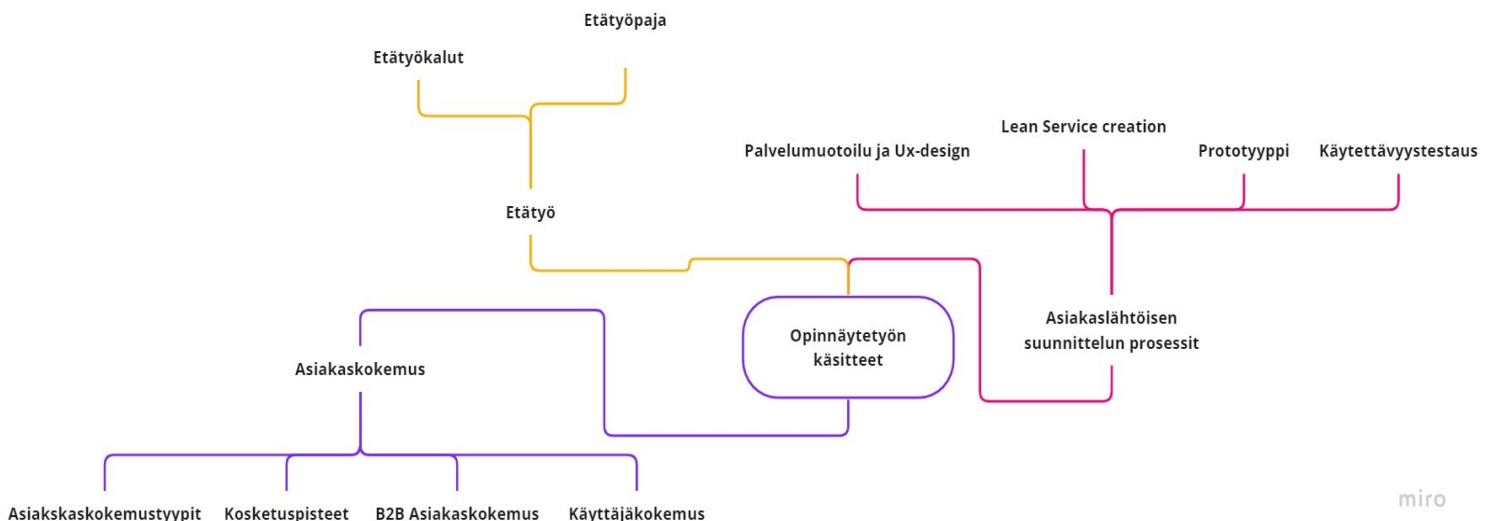 Etätyöpaja
Etätyökalut
Lean Service creation
Palvelumuotoilu ja Ux-design
Prototyyppi
Käytettävyystestaus
Etätyö
Asiakaslähtöisen
suunnittelun prosessit
Opinnäytetyön
käsitteet
Asiakaskokemus
Asiakskaskokemustyypit
Kosketuspisteet
B2B Asiakaskokemus
Käyttäjäkokemus
miro